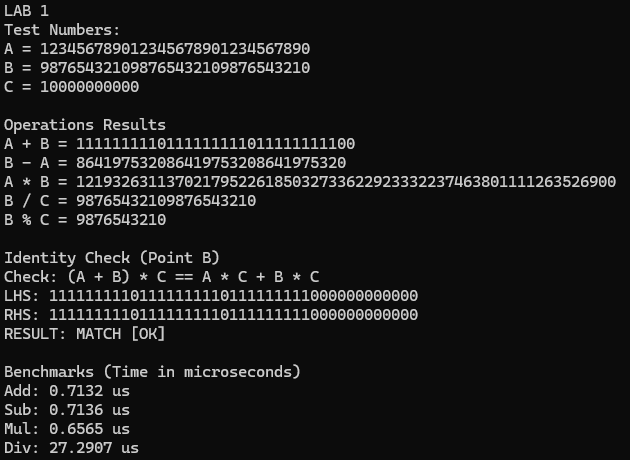 LAB 1
Test Numbers:
A = 123456789012345678901234567890
B = 987654321098765432109876543210
C = 10000000000
Operations Results
A + B = 1111111110111111111011111111100
B - A = 864197532086419753208641975320
A * B = 121932631137021795226185032733622923332237463801111263526900
B / C = 98765432109876543210
B % C = 9876543210
Identity Check (Point B)
Check: (A + B) * C == A * C + B * C
LHS: 11111111101111111110111111111000000000000
RHS: 11111111101111111110111111111000000000000
RESULT: MATCH [OK]
Benchmarks (Time in microseconds)
Add: 0.7132 us
Sub: 0.7136 us
Mul: 0.6565 us
Div: 27.2907 us